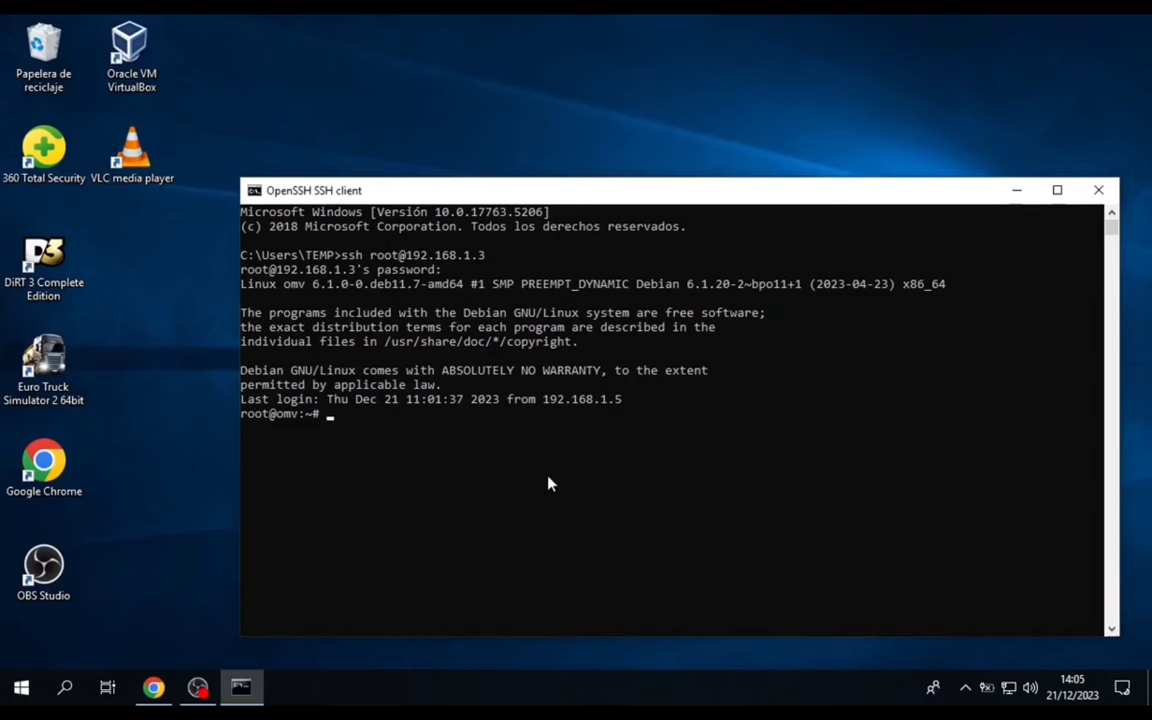 Papelera de
reciclaje
Oracle VM
VirtualBox
360 Total Security
VLC media player
D3
DiRT 3 Complete
Edition
Euro Truck
Simulator 2 64bit
Google Chrome
OBS Studio
OpenSSH SSH client
Microsoft Windows [Versión 10.0.17763.5206]
(c) 2018 Microsoft Corporation. Todos los derechos reservados.
C:\Users\TEMP>ssh root@192.168.1.3
root@192.168.1.3's password:
Linux omv 6.1.0-0.deb11.7-amd64 #1 SMP PREEMPT_DYNAMIC Debian 6.1.20-2~bpo11+1 (2023-04-23) x86_64
The programs included with the Debian GNU/Linux system are free software;
the exact distribution terms for each program are described in the
individual files in /usr/share/doc/*/copyright.
Debian GNU/Linux comes with ABSOLUTELY NO WARRANTY, to the extent
permitted by applicable law.
Last login: Thu Dec 21 11:01:37 2023 from 192.168.1.5
root@omv:~#
14:05
21/12/2023